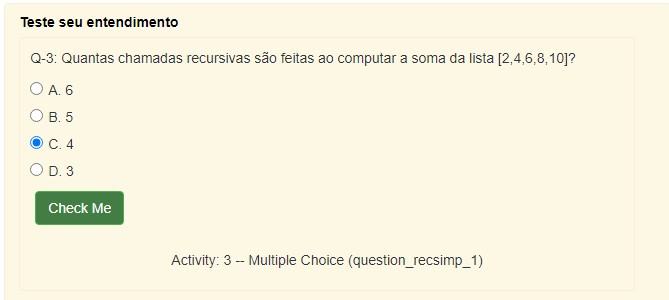 Teste seu entendimento
Q-3: Quantas chamadas recursivas são feitas ao computar a soma da lista [2,4,6,8,10]?
A. 6
B. 5
C. 4
D. 3
Check Me
Activity: 3 -- Multiple Choice (question_recsimp_1)